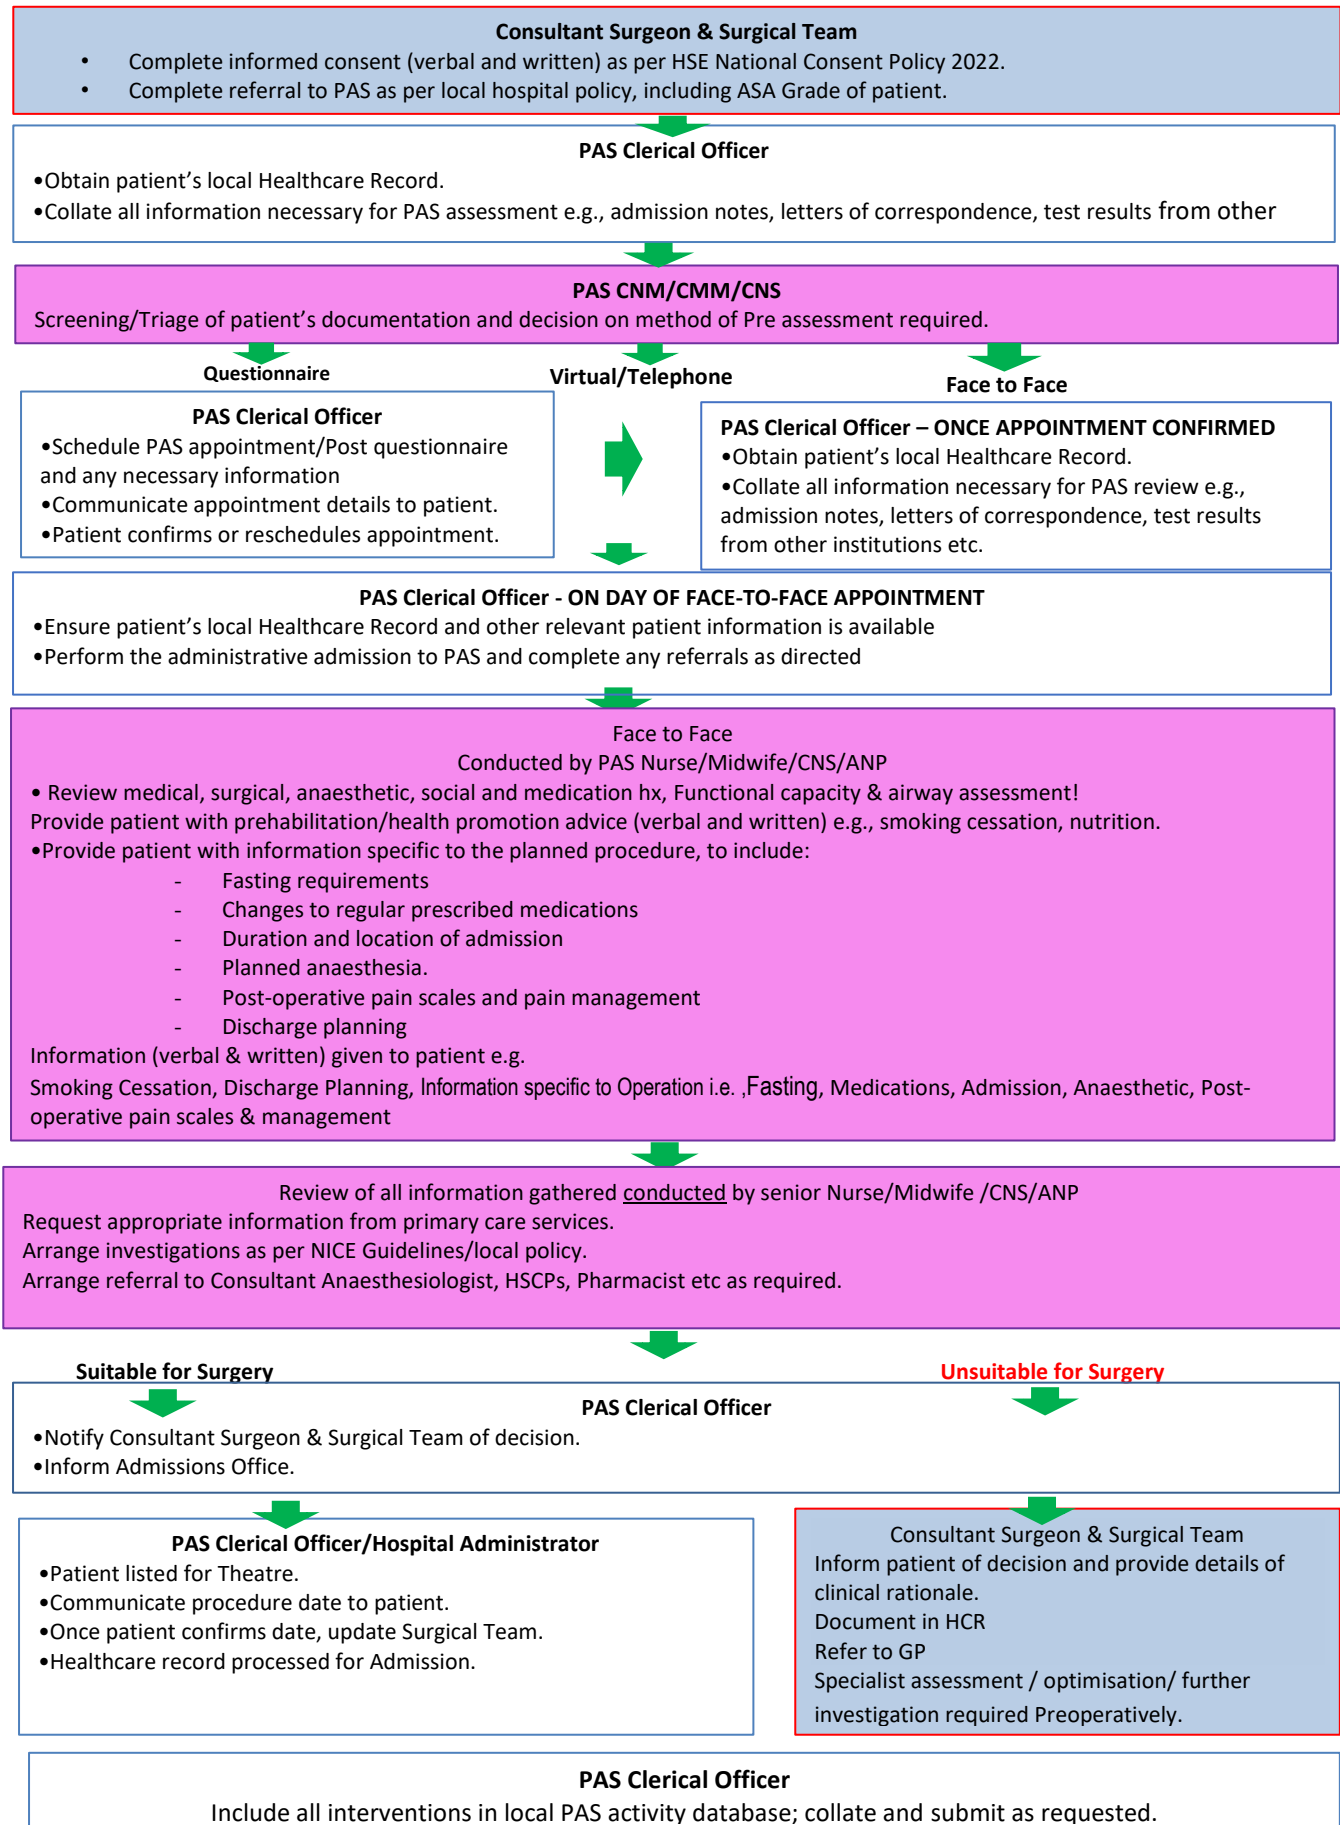 Consultant Surgeon & Surgical Team
• Complete informed consent (verbal and written) as per HSE National Consent Policy 2022.
• Complete referral to PAS as per local hospital policy, including ASA Grade of patient.
PAS Clerical Officer
•Obtain patient's local Healthcare Record.
•Collate all information necessary for PAS assessment e.g., admission notes, letters of correspondence, test results from other
PAS CNM/CMM/CNS
Screening/Triage of patient's documentation and decision on method of Pre assessment required.
Questionnaire
Virtual/Telephone
Face to Face
PAS Clerical Officer
•Schedule PAS appointment/Post questionnaire
and any necessary information
•Communicate appointment details to patient.
•Patient confirms or reschedules appointment.
PAS Clerical Officer – ONCE APPOINTMENT CONFIRMED
•Obtain patient's local Healthcare Record.
•Collate all information necessary for PAS review e.g.,
admission notes, letters of correspondence, test results
from other institutions etc.
PAS Clerical Officer - ON DAY OF FACE-TO-FACE APPOINTMENT
•Ensure patient's local Healthcare Record and other relevant patient information is available
•Perform the administrative admission to PAS and complete any referrals as directed
Face to Face
Conducted by PAS Nurse/Midwife/CNS/ANP
• Review medical, surgical, anaesthetic, social and medication hx, Functional capacity & airway assessment!
Provide patient with prehabilitation/health promotion advice (verbal and written) e.g., smoking cessation, nutrition.
•Provide patient with information specific to the planned procedure, to include:
- Fasting requirements
- Changes to regular prescribed medications
- Duration and location of admission
- Planned anaesthesia.
- Post-operative pain scales and pain management
- Discharge planning
Information (verbal & written) given to patient e.g.
Smoking Cessation, Discharge Planning, Information specific to Operation i.e. ,Fasting, Medications, Admission, Anaesthetic, Post-
operative pain scales & management
Review of all information gathered conducted by senior Nurse/Midwife /CNS/ANP
Request appropriate information from primary care services.
Arrange investigations as per NICE Guidelines/local policy.
Arrange referral to Consultant Anaesthesiologist, HSCPs, Pharmacist etc as required.
Suitable for Surgery
Unsuitable for Surgery
PAS Clerical Officer
•Notify Consultant Surgeon & Surgical Team of decision.
•Inform Admissions Office.
PAS Clerical Officer/Hospital Administrator
•Patient listed for Theatre.
•Communicate procedure date to patient.
•Once patient confirms date, update Surgical Team.
•Healthcare record processed for Admission.
Consultant Surgeon & Surgical Team
Inform patient of decision and provide details of
clinical rationale.
Document in HCR
Refer to GP
Specialist assessment / optimisation/ further
investigation required Preoperatively.
PAS Clerical Officer
Include all interventions in local PAS activity database; collate and submit as requested.